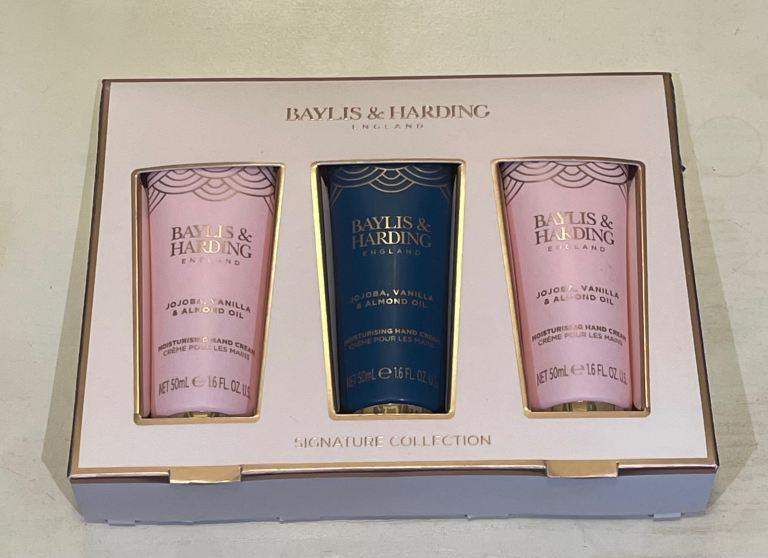 BAYLIS & HARDING
ENGLAND
BAYLIS &
HARDING
ENGLAND
JOJOBA, VANILLA
& ALMOND OIL
MOISTURISING HAND CREAM
CRÈME POUR LES MAINS
NET 50mL e 1.6 FL. OZ. U.S.
BAYLIS &
HARDING
ENGLAND
JOJOBA, VANILLA
& ALMOND OIL
MOISTURISING HAND CREAM
CRÈME POUR LES MAINS
NET 50mL e 1.6 FL. OZ. U.S.
BAYLIS &
HARDING
ENGLAND
JOJOBA, VANILLA
& ALMOND OIL
MOISTURISING HAND CREAM
CRÈME POUR LES MAINS
NET 50mL e 1.6 FL. OZ. U.S.
SIGNATURE COLLECTION